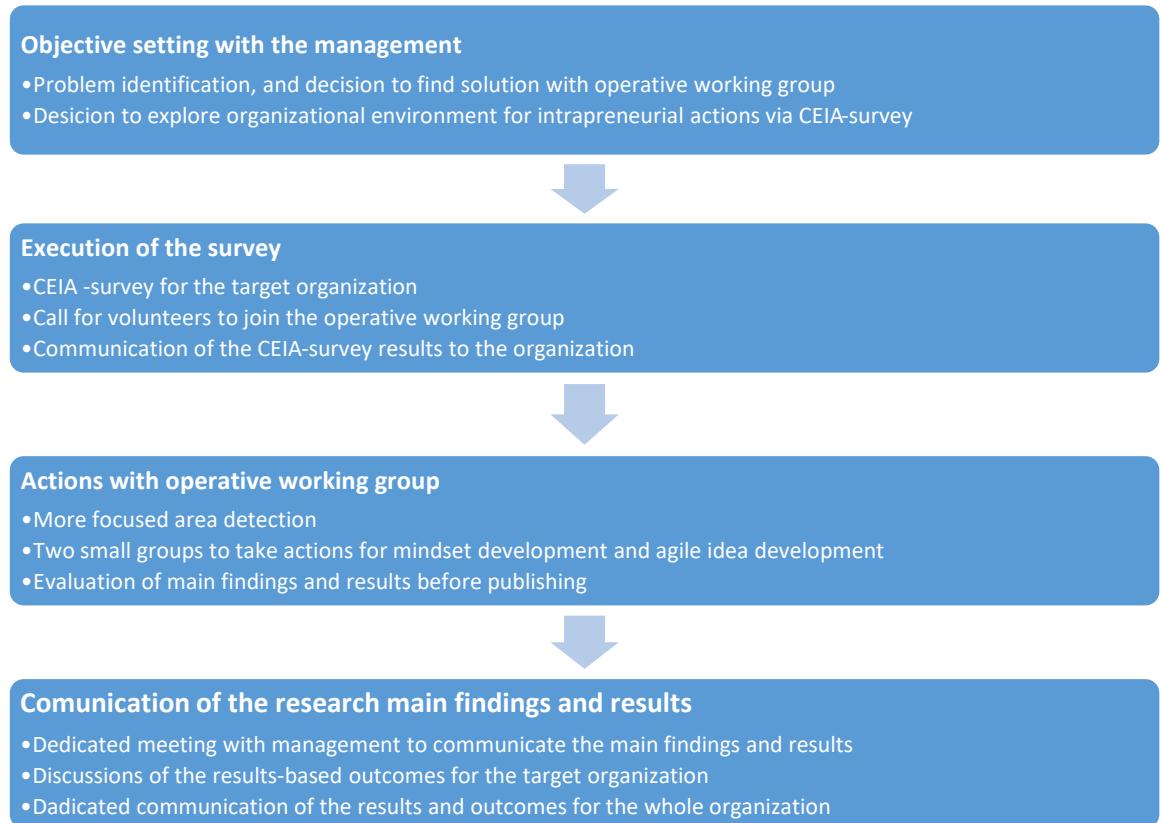 Objective setting with the management
•Problem identification, and decision to find solution with operative working group
•Desicion to explore organizational environment for intrapreneurial actions via CEIA-survey
Execution of the survey
•CEIA -survey for the target organization
•Call for volunteers to join the operative working group
•Communication of the CEIA-survey results to the organization
Actions with operative working group
•More focused area detection
•Two small groups to take actions for mindset development and agile idea development
•Evaluation of main findings and results before publishing
Comunication of the research main findings and results
•Dedicated meeting with management to communicate the main findings and results
•Discussions of the results-based outcomes for the target organization
•Dadicated communication of the results and outcomes for the whole organization